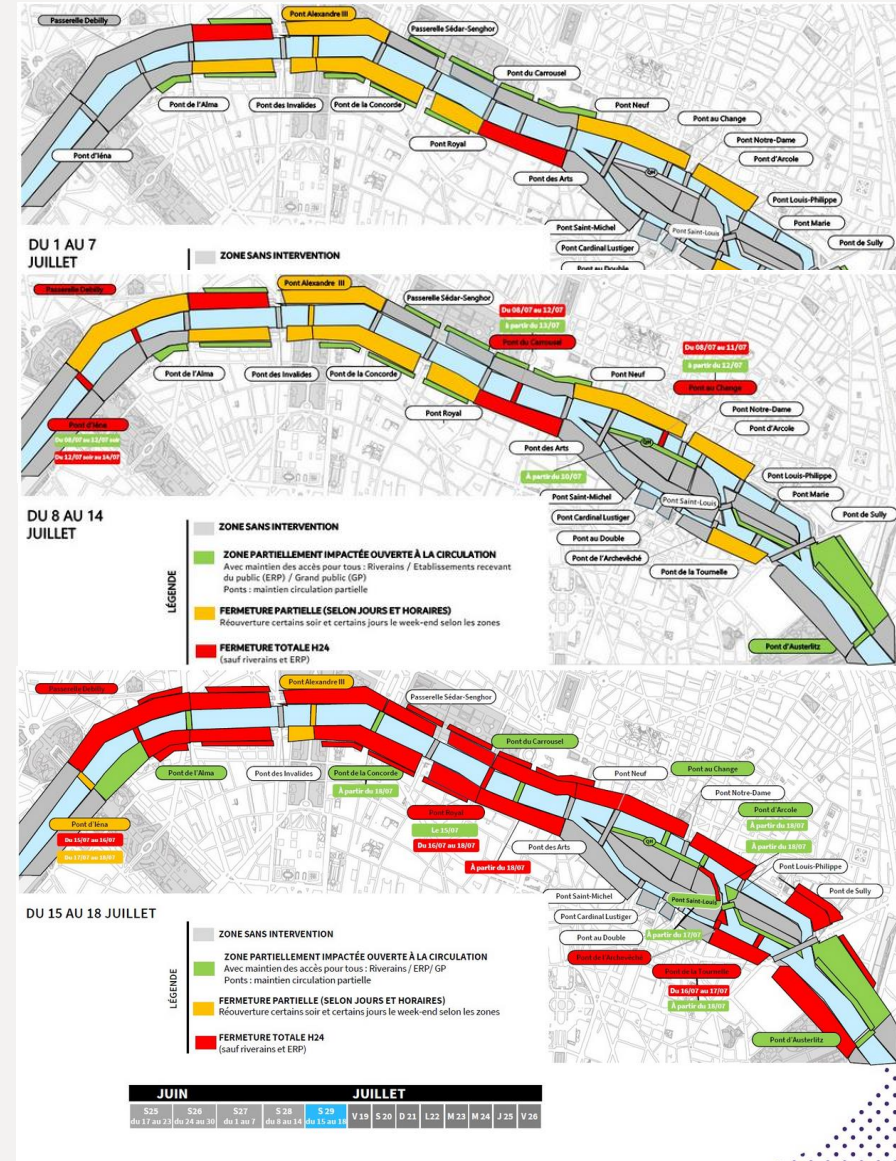 Passerelle Debilly
Pont Alexandre III
Passerelle Sédar-Senghor
Pont du Carrousel
Pont de l'Alma
Pont des Invalides
Pont de la Concorde
Pont Neuf
Pont au Change
Pont d'Iéna
Pont Royal
Pont Notre-Dame
Pont d'Arcole
Pont des Arts
QH
Pont Louis-Philippe
Pont Saint-Michel
Pont Saint-Louis
Pont Marie
Pont Cardinal Lustiger
Pont de Sully
Pont au Double
DU 1 AU 7
JUILLET
ZONE SANS INTERVENTION
Passerelle Debilly
Pont Alexandre III
Passerelle Sédar-Senghor
Du 08/07 au 12/07
à partir du 13/07
Pont du Carrousel
Du 08/07 au 11/07
à partir du 12/07
Pont au Change
Pont de l'Alma
Pont des Invalides
Pont de la Concorde
Pont Neuf
Pont Royal
Pont Notre-Dame
Pont d'Arcole
Pont d'Iéna
Du 08/07 au 12/07 soir
Du 12/07 soir au 14/07
Pont des Arts
QH
À partir du 10/07
Pont Louis-Philippe
Pont Marie
Pont Saint-Michel
Pont Saint-Louis
Pont Cardinal Lustiger
Pont de Sully
Pont au Double
Pont de l'Archevêché
Pont de la Tournelle
Pont d'Austerlitz
DU 8 AU 14
JUILLET
LÉGENDE
ZONE SANS INTERVENTION
ZONE PARTIELLEMENT IMPACTÉE OUVERTE À LA CIRCULATION
Avec maintien des accès pour tous : Riverains / Etablissements recevant
du public (ERP) / Grand public (GP)
Ponts : maintien circulation partielle
FERMETURE PARTIELLE (SELON JOURS ET HORAIRES)
Réouverture certains soir et certains jours le week-end selon les zones
FERMETURE TOTALE H24
(sauf riverains et ERP)
Passerelle Debilly
Pont Alexandre III
Passerelle Sédar-Senghor
Pont du Carrousel
Pont de l'Alma
Pont des Invalides
Pont de la Concorde
À partir du 18/07
Pont Neuf
Pont au Change
Pont Notre-Dame
Pont d'Arcole
À partir du 18/07
À partir du 18/07
Pont d'Iéna
Du 15/07 au 16/07
Du 17/07 au 18/07
Pont Royal
Le 15/07
Du 16/07 au 18/07
Pont des Arts
À partir du 18/07
QH
Pont Louis-Philippe
Pont de Sully
Pont Saint-Michel
Pont Saint-Louis
Pont Cardinal Lustiger
Pont au Double
À partir du 17/07
Pont de l'Archevêché
Pont de la Tournelle
Du 16/07 au 17/07
À partir du 18/07
Pont d'Austerlitz
DU 15 AU 18 JUILLET
LÉGENDE
ZONE SANS INTERVENTION
ZONE PARTIELLEMENT IMPACTÉE OUVERTE À LA CIRCULATION
Avec maintien des accès pour tous : Riverains / ERP/ GP
Ponts : maintien circulation partielle
FERMETURE PARTIELLE (SELON JOURS ET HORAIRES)
Réouverture certains soir et certains jours le week-end selon les zones
FERMETURE TOTALE H24
(sauf riverains et ERP)
JUIN JUILLET
S25 S26 S27 S 28 S 29 V 19 S 20 D 21 L22 M 23 M 24 J 25 V 26
du 17 au 23 du 24 au 30 du 1 au 7 du 8 au 14 du 15 au 18